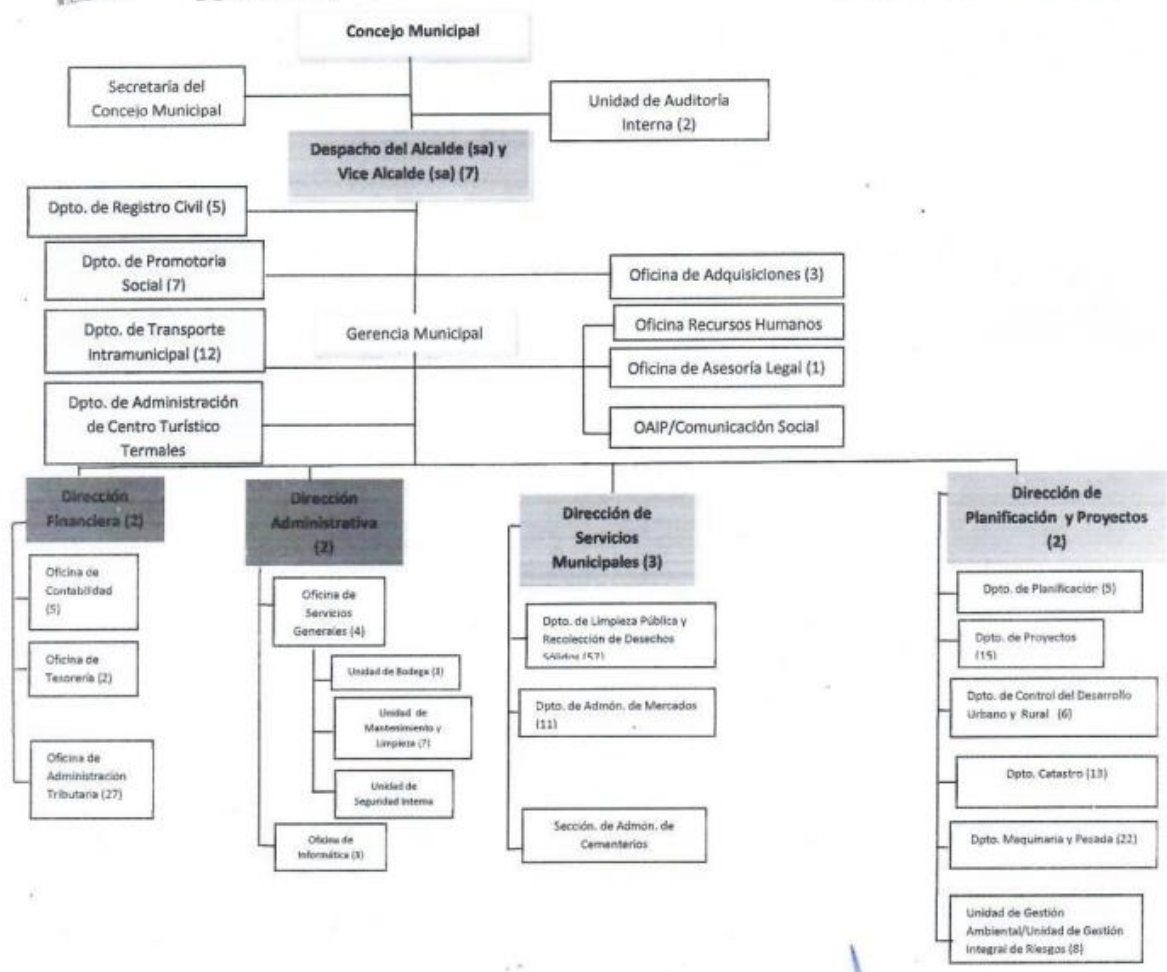 Concejo Municipal
Secretaría del
Concejo Municipal
Unidad de Auditoría
Interna (2)
Despacho del Alcalde (sa) y
Vice Alcalde (sa) (7)
Dpto. de Registro Civil (5)
Dpto. de Promotoria
Social (7)
Oficina de Adquisiciones (3)
Dpto. de Transporte
Intramunicipal (12)
Gerencia Municipal
Oficina Recursos Humanos
Oficina de Asesoría Legal (1)
OAIP/Comunicación Social
Dpto. de Administración
de Centro Turístico
Termales
Dirección
Financiera (2)
Oficina de
Contabilidad
(5)
Oficina de
Tesorería (2)
Oficina de
Administración
Tributaria (27)
Dirección
Administrativa
(2)
Oficina de
Servicios
Generales (4)
Unidad de Bodega (3)
Unidad de
Mantenimiento y
Limpieza (7)
Unidad de
Seguridad Interna
Oficina de
Informática (3)
Dirección de
Servicios
Municipales (3)
Dpto. de Limpieza Pública y
Recolección de Desechos
Sólidos (57)
Dpto. de Admón. de Mercados
(11)
Sección. de Admón. de
Cementerios
Dirección de
Planificación y Proyectos
(2)
Dpto. de Planificación (5)
Dpto. de Proyectos
(15)
Dpto. de Control del Desarrollo
Urbano y Rural (6)
Dpto. Catastro (13)
Dpto. Maquinaria y Pesada (22)
Unidad de Gestión
Ambiental/Unidad de Gestión
Integral de Riesgos (8)